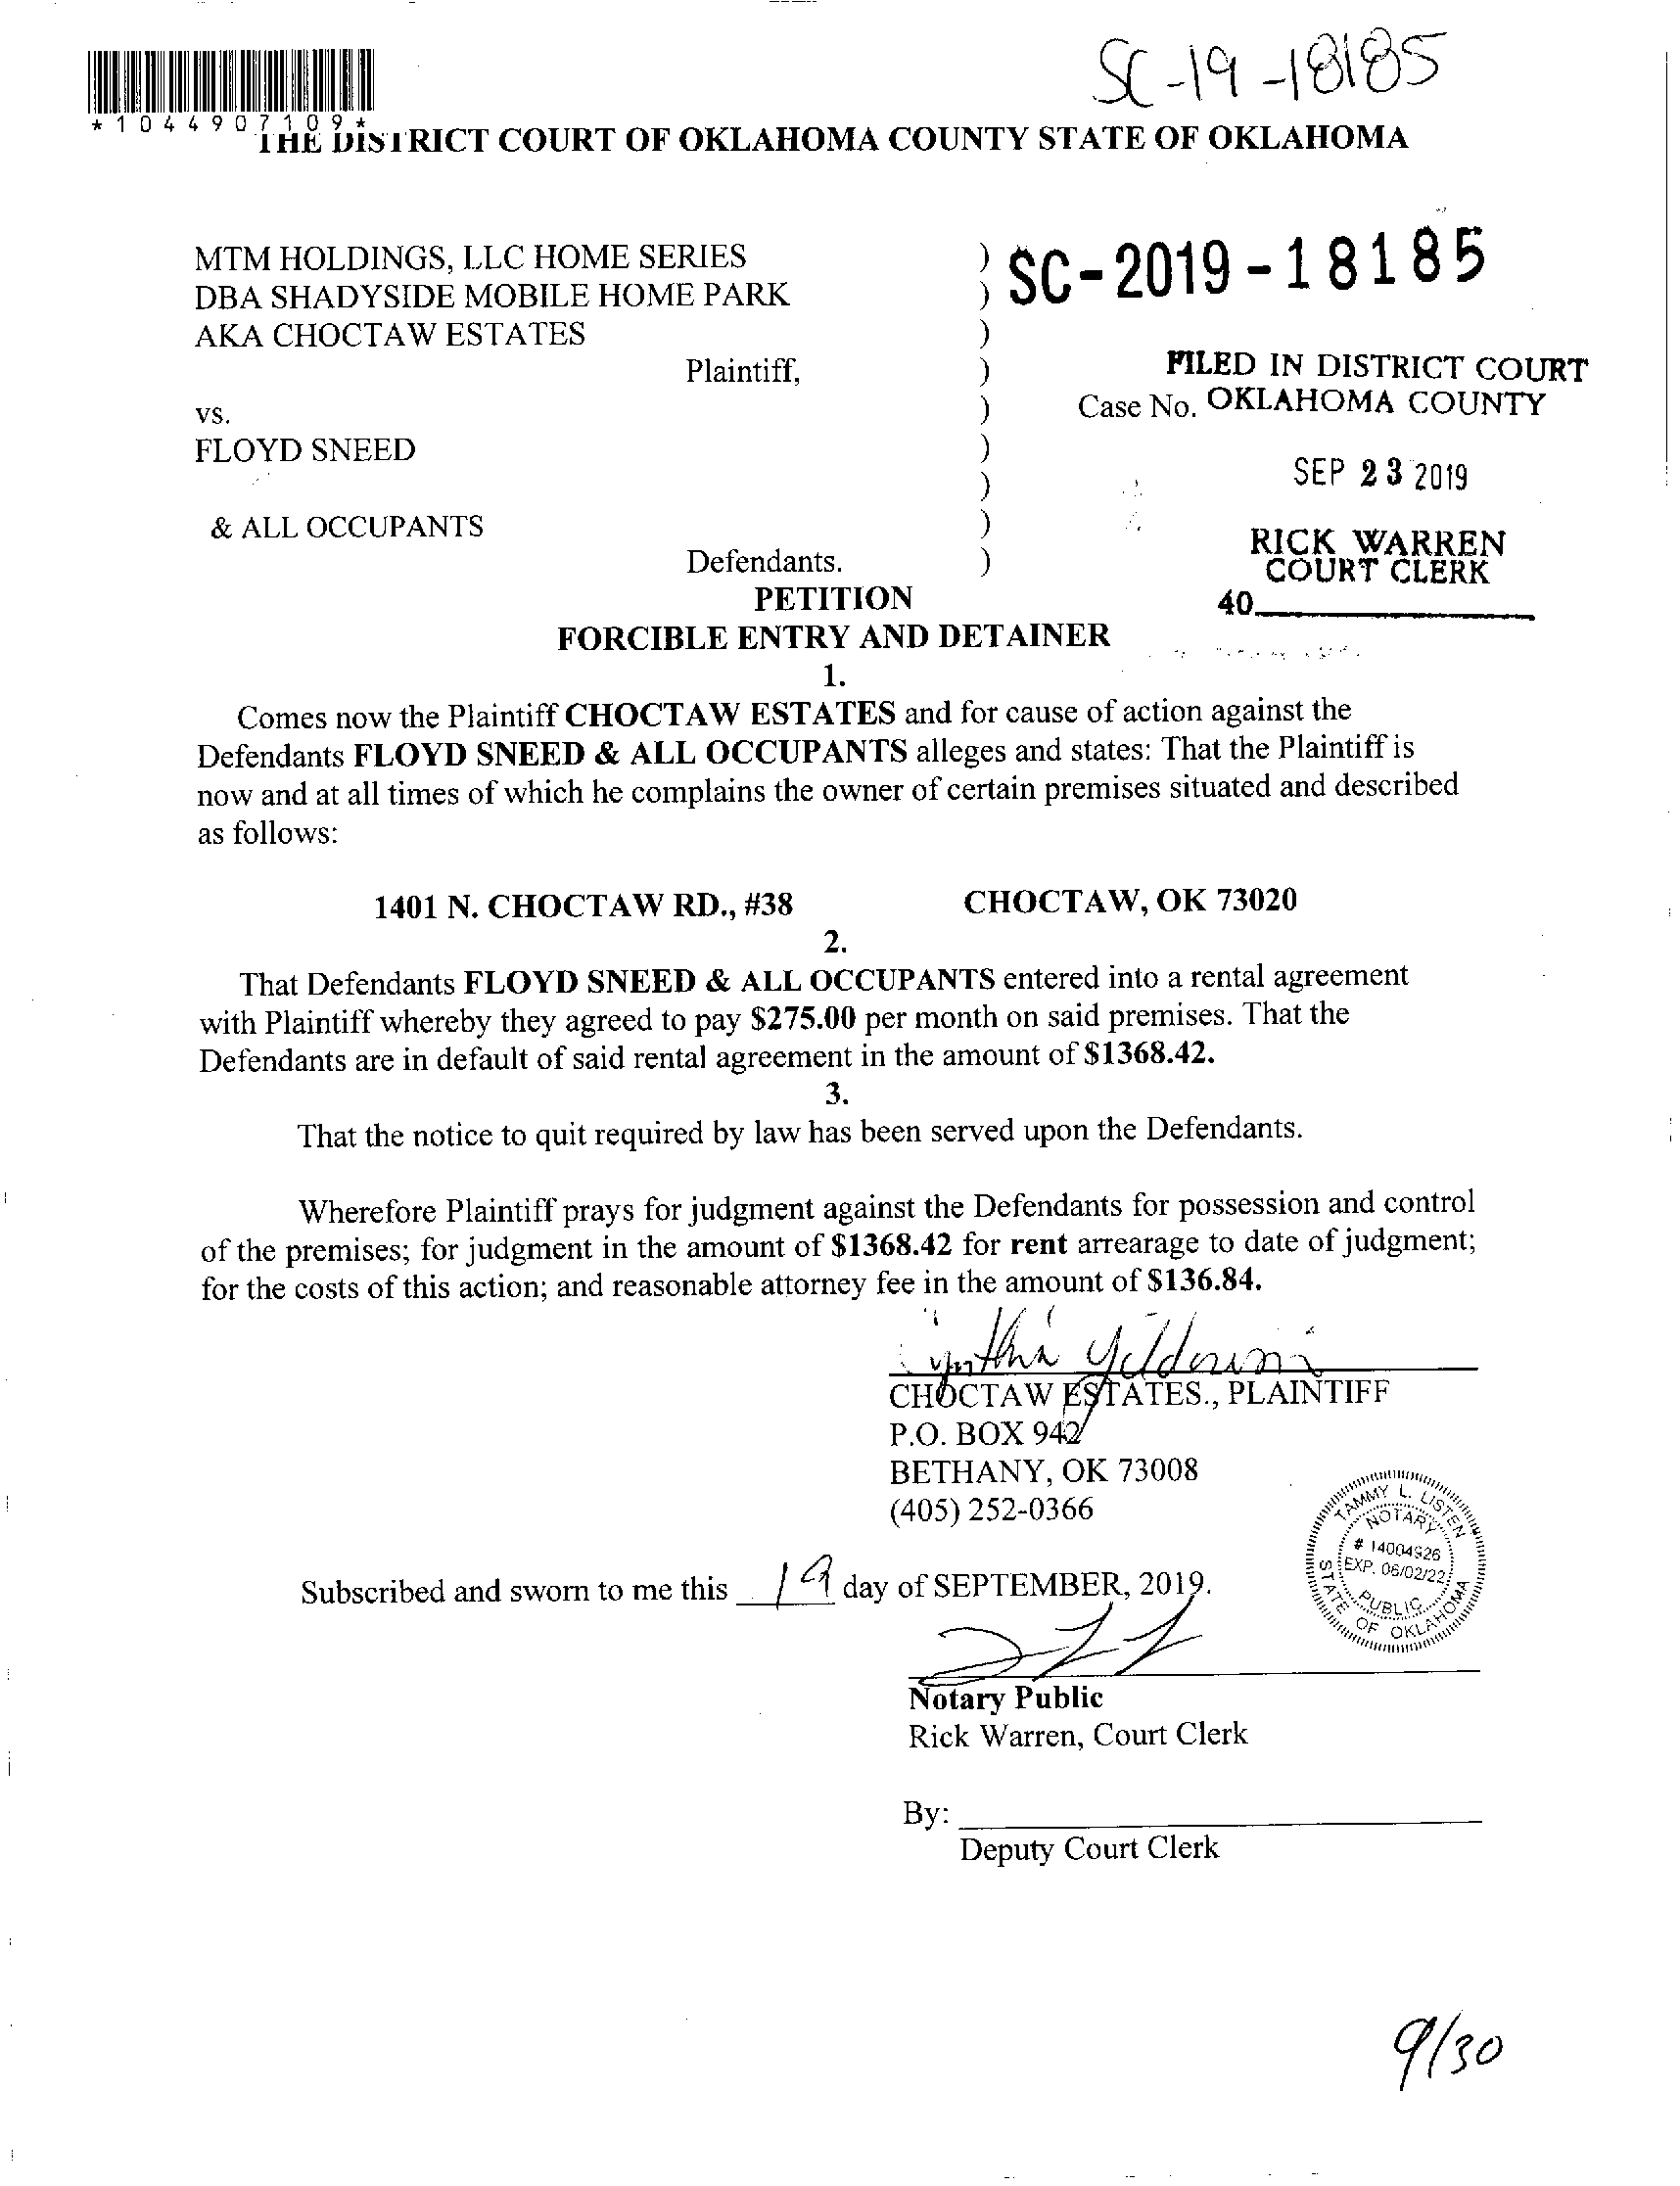 SC-19-18185
*1044907109*
THE DISTRICT COURT OF OKLAHOMA COUNTY STATE OF OKLAHOMA
MTM HOLDINGS, LLC HOME SERIES ) SC-2019-18185
DBA SHADYSIDE MOBILE HOME PARK )
AKA CHOCTAW ESTATES )
Plaintiff, ) FILED IN DISTRICT COURT
vs. ) Case No. OKLAHOMA COUNTY
FLOYD SNEED )
) SEP 23 2019
& ALL OCCUPANTS ) RICK WARREN
Defendants. ) COURT CLERK
PETITION 40
FORCIBLE ENTRY AND DETAINER
1.
Comes now the Plaintiff CHOCTAW ESTATES and for cause of action against the
Defendants FLOYD SNEED & ALL OCCUPANTS alleges and states: That the Plaintiff is
now and at all times of which he complains the owner of certain premises situated and described
as follows:
1401 N. CHOCTAW RD., #38 CHOCTAW, OK 73020
2.
That Defendants FLOYD SNEED & ALL OCCUPANTS entered into a rental agreement
with Plaintiff whereby they agreed to pay $275.00 per month on said premises. That the
Defendants are in default of said rental agreement in the amount of $1368.42.
3.
That the notice to quit required by law has been served upon the Defendants.
Wherefore Plaintiff prays for judgment against the Defendants for possession and control
of the premises; for judgment in the amount of $1368.42 for rent arrearage to date of judgment;
for the costs of this action; and reasonable attorney fee in the amount of $136.84.
CHOCTAW ESTATES., PLAINTIFF
P.O. BOX 942
BETHANY, OK 73008
(405) 252-0366
TAMMY L. LISTEN
NOTARY
# 14004926
EXP. 06/02/22
PUBLIC
STATE OF OKLAHOMA
Subscribed and sworn to me this 19 day of SEPTEMBER, 2019.
Notary Public
Rick Warren, Court Clerk
By:
Deputy Court Clerk
9/30